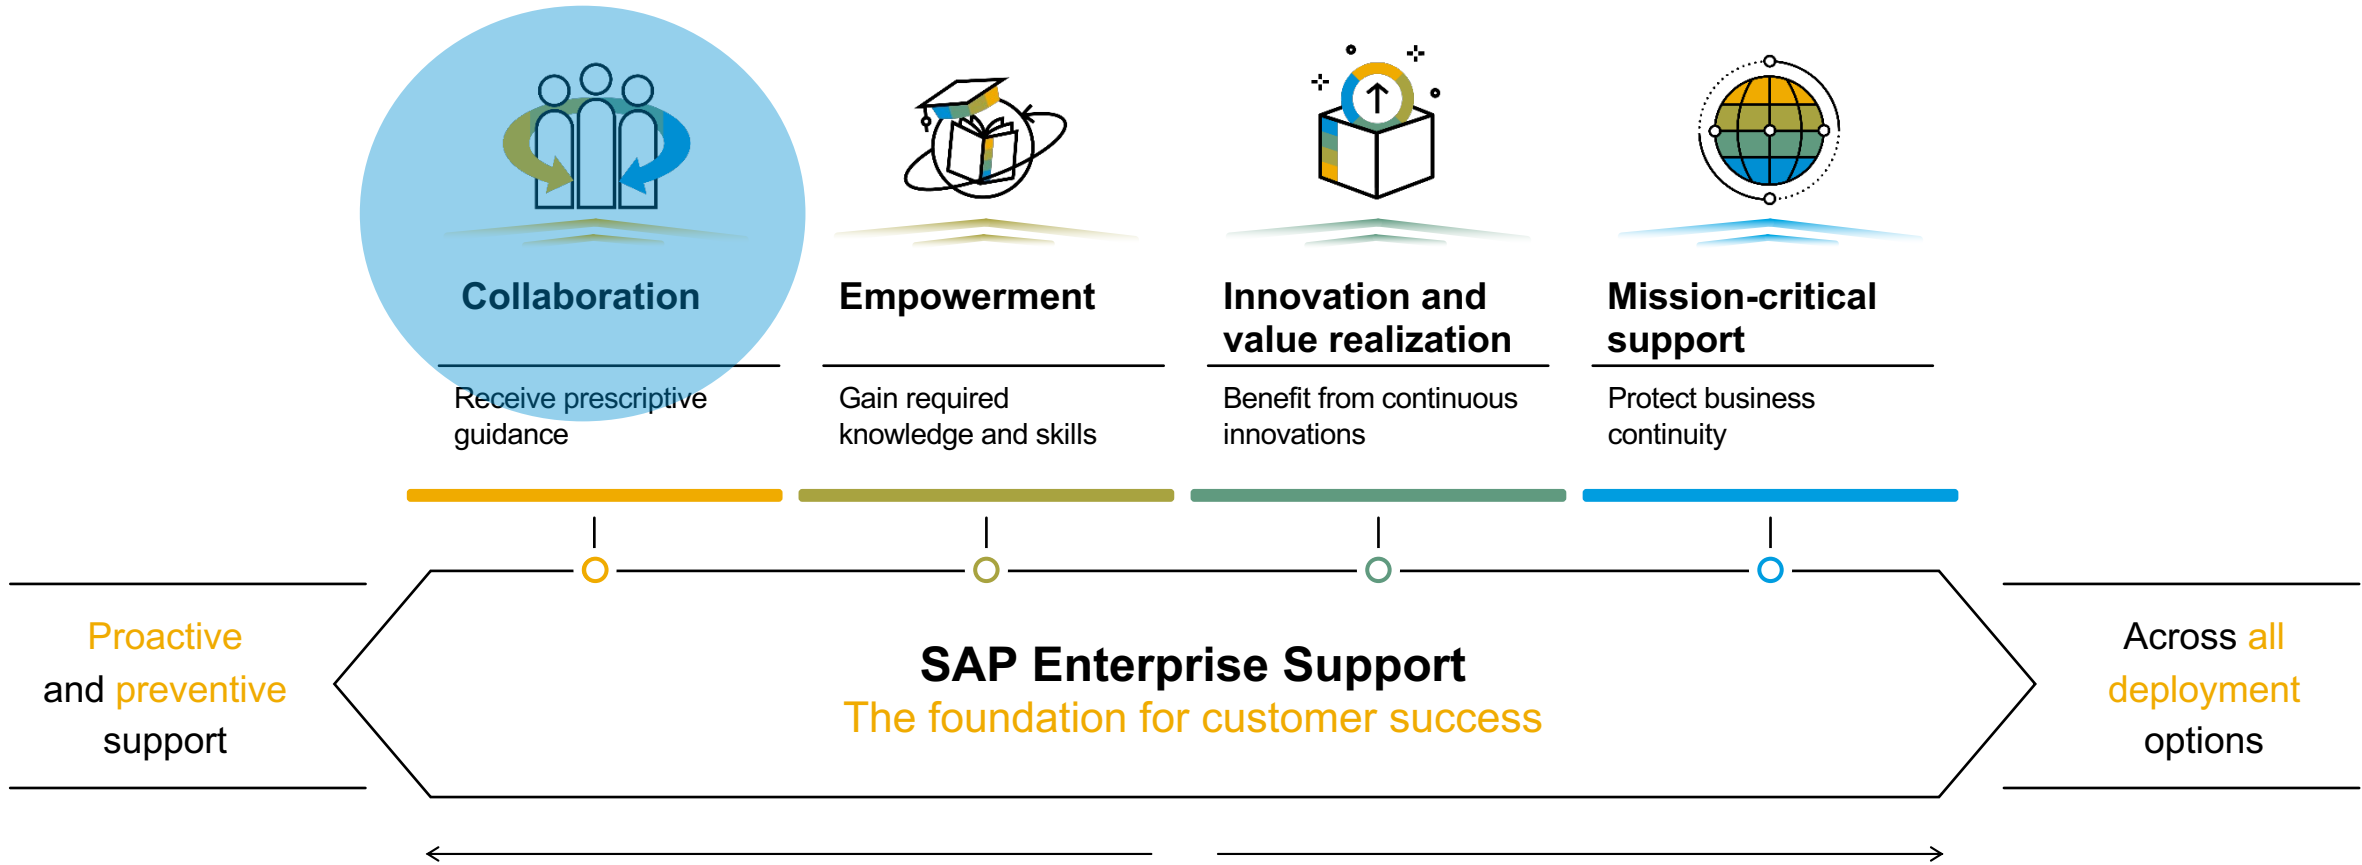 Collaboration
Receive prescriptive
guidance
Empowerment
Gain required
knowledge and skills
Innovation and
value realization
Benefit from continuous
innovations
Mission-critical
support
Protect business
continuity
Proactive
and preventive
support
SAP Enterprise Support
The foundation for customer success
Across all
deployment
options